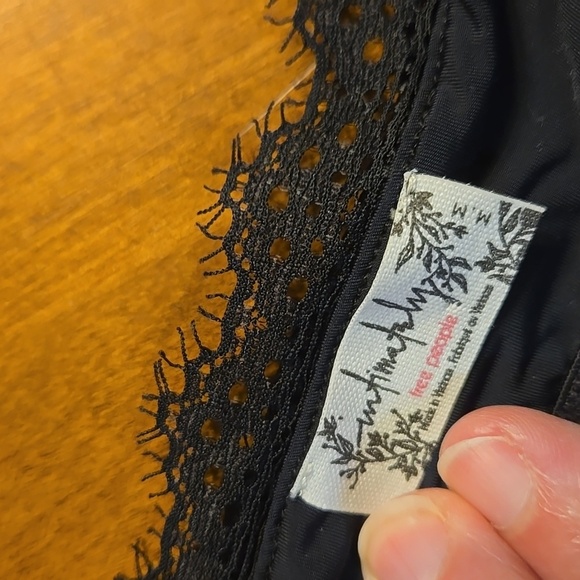 M M
intimately
free people
Made in Vietnam Fabriqué au Vietnam